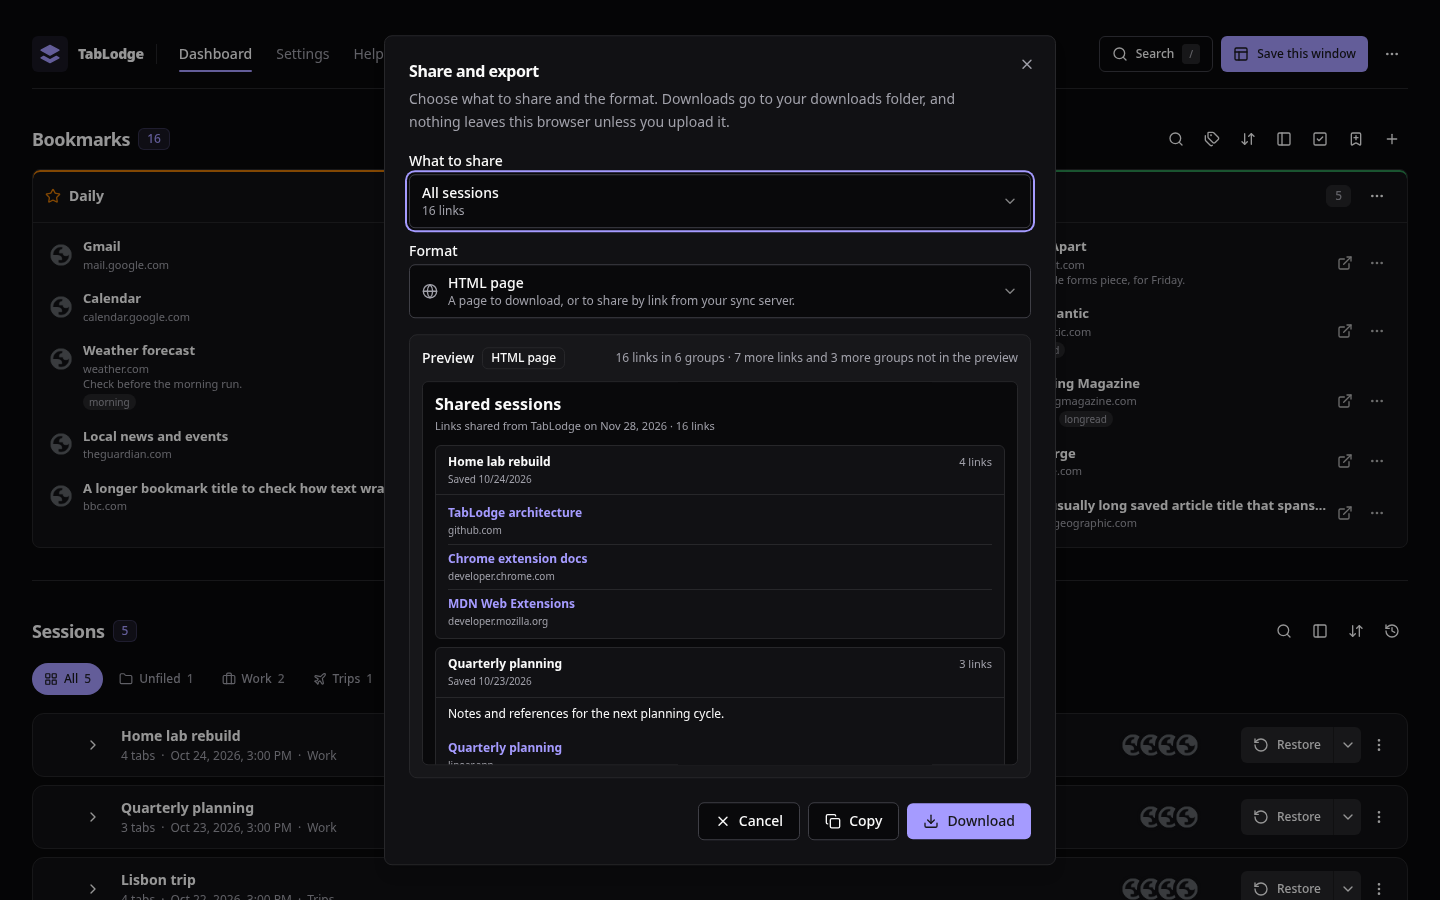 TabLodge
Dashboard
Settings
Help
Search /
Save this window
Bookmarks 16
Daily
Gmail
mail.google.com
Calendar
calendar.google.com
Weather forecast
weather.com
Check before the morning run.
morning
Local news and events
theguardian.com
A longer bookmark title to check how text wra
bbc.com
Share and export
Choose what to share and the format. Downloads go to your downloads folder, and
nothing leaves this browser unless you upload it.
What to share
All sessions
16 links
Format
HTML page
A page to download, or to share by link from your sync server.
Preview HTML page 16 links in 6 groups · 7 more links and 3 more groups not in the preview
Shared sessions
Links shared from TabLodge on Nov 28, 2026 · 16 links
Home lab rebuild 4 links
Saved 10/24/2026
TabLodge architecture
github.com
Chrome extension docs
developer.chrome.com
MDN Web Extensions
developer.mozilla.org
Quarterly planning 3 links
Saved 10/23/2026
Notes and references for the next planning cycle.
Quarterly planning
Cancel
Copy
Download
5
Apart
t.com
le forms piece, for Friday.
antic
tic.com
ing Magazine
gmagazine.com
longread
rge
e.com
sually long saved article title that spans...
geographic.com
Sessions 5
All 5
Unfiled 1
Work 2
Trips 1
Home lab rebuild
4 tabs · Oct 24, 2026, 3:00 PM · Work
Restore
Quarterly planning
3 tabs · Oct 23, 2026, 3:00 PM · Work
Restore
Lisbon trip
4 tabs · Oct 22, 2026, 3:00 PM · Trips
Restore